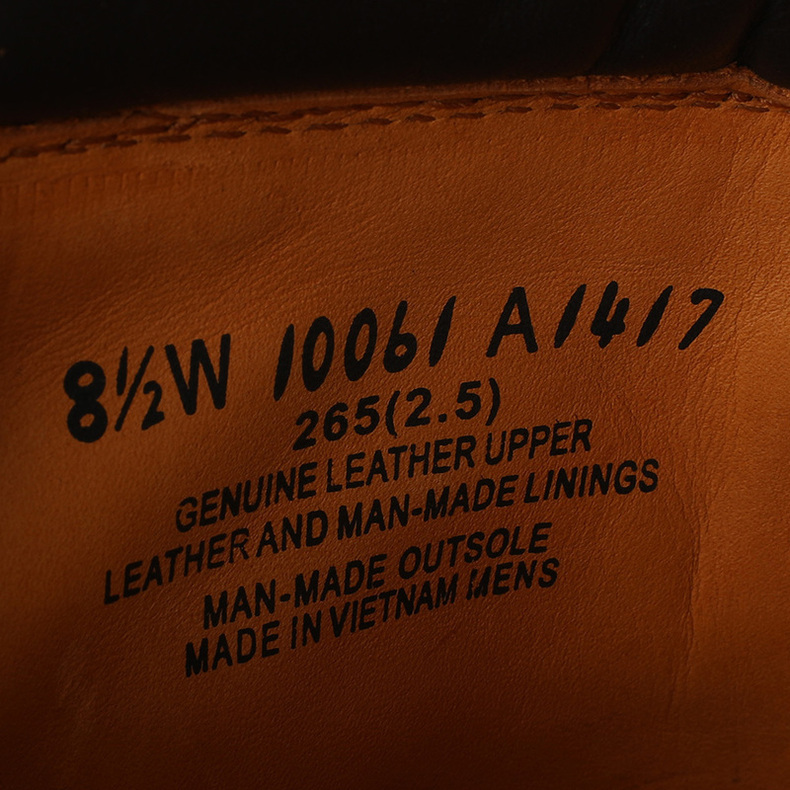 8½W 10061 A1417
265(2.5)
GENUINE LEATHER UPPER
LEATHER AND MAN-MADE LININGS
MAN-MADE OUTSOLE
MADE IN VIETNAM MENS